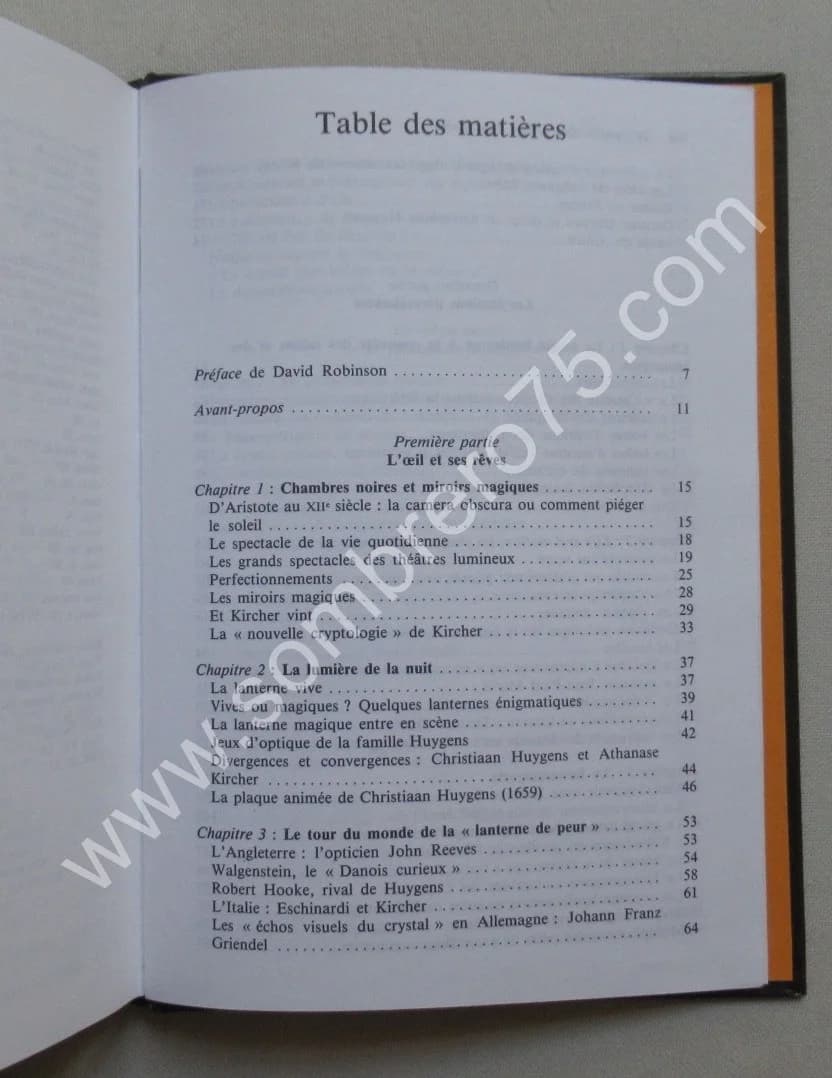 Table des matières
Préface de David Robinson .............................. 7
Avant-propos .............................. 11
Première partie
L'œil et ses rêves
Chapitre 1 : Chambres noires et miroirs magiques .............. 15
D'Aristote au XIIe siècle : la camera obscura ou comment piéger
le soleil .............................. 15
Le spectacle de la vie quotidienne .............................. 18
Les grands spectacles des théâtres lumineux .................. 19
Perfectionnements .............................. 25
Les miroirs magiques .............................. 28
Et Kircher vint .............................. 29
La « nouvelle cryptologie » de Kircher ...................... 33
Chapitre 2 : La lumière de la nuit .............................. 37
La lanterne vive .............................. 37
Vives ou magiques ? Quelques lanternes énigmatiques ......... 39
La lanterne magique entre en scène .............................. 41
Jeux d'optique de la famille Huygens 42
Divergences et convergences : Christiaan Huygens et Athanase
Kircher .............................. 44
La plaque animée de Christiaan Huygens (1659) .............. 46
Chapitre 3 : Le tour du monde de la « lanterne de peur » ....... 53
L'Angleterre : l'opticien John Reeves ......................... 53
Walgenstein, le « Danois curieux » ......................... 54
Robert Hooke, rival de Huygens .............................. 58
L'Italie : Eschinardi et Kircher .............................. 61
Les « échos visuels du crystal » en Allemagne : Johann Franz
Griendel .............................. 64
www.sombrero75.com